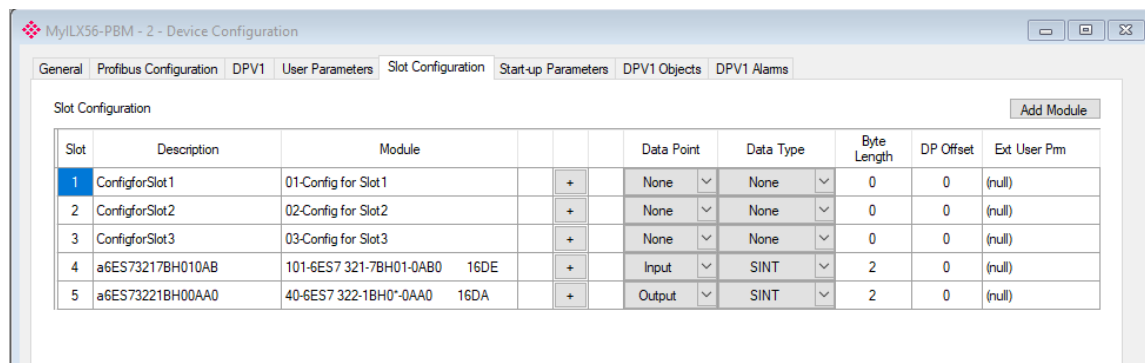 MyILX56-PBM - 2 - Device Configuration
General Profibus Configuration DPV1 User Parameters Slot Configuration Start-up Parameters DPV1 Objects DPV1 Alarms
Slot Configuration Add Module
Slot Description Module Data Point Data Type Byte Length DP Offset Ext User Prm
1 ConfigforSlot1 01-Config for Slot1 + None None 0 0 (null)
2 ConfigforSlot2 02-Config for Slot2 + None None 0 0 (null)
3 ConfigforSlot3 03-Config for Slot3 + None None 0 0 (null)
4 a6ES73217BH010AB 101-6ES7 321-7BH01-0AB0 16DE + Input SINT 2 0 (null)
5 a6ES73221BH00AA0 40-6ES7 322-1BH0*-0AA0 16DA + Output SINT 2 0 (null)